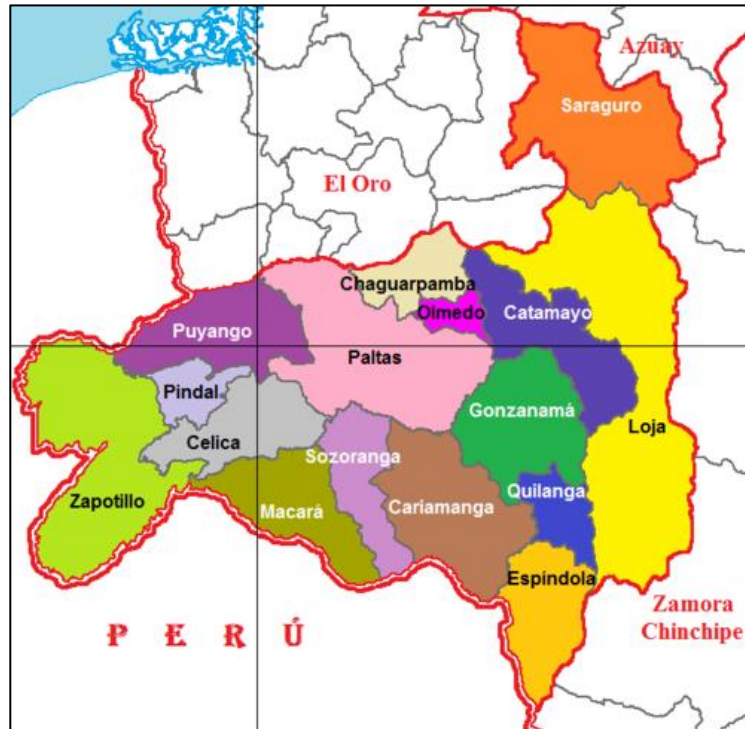 Azuay
Saraguro
El Oro
Chaguarpamba
Olmedo
Catamayo
Puyango
Paltas
Pindal
Gonzanamá
Loja
Celica
Sozoranga
Quilanga
Zapotillo
Macará
Cariamanga
Espíndola
Zamora
Chinchipe
PERÚ